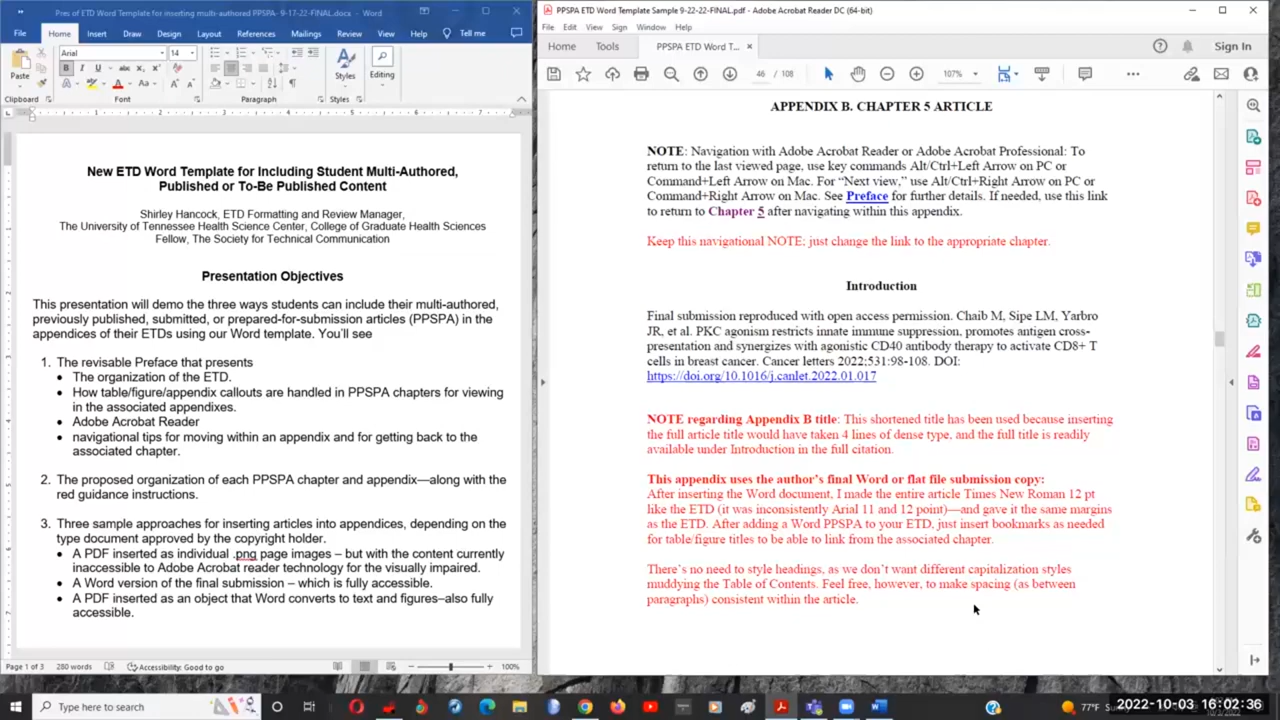 Pres of ETD Word Template for inserting multi-authored PPSPA- 9-17-22-FINAL.docx - Word
File Home Insert Draw Design Layout References Mailings Review View Help Tell me
Arial 14
Paste
Styles
Editing
Clipboard Font Paragraph Styles
New ETD Word Template for Including Student Multi-Authored,
Published or To-Be Published Content
Shirley Hancock, ETD Formatting and Review Manager,
The University of Tennessee Health Science Center, College of Graduate Health Sciences
Fellow, The Society for Technical Communication
Presentation Objectives
This presentation will demo the three ways students can include their multi-authored,
previously published, submitted, or prepared-for-submission articles (PPSPA) in the
appendices of their ETDs using our Word template. You'll see
1. The revisable Preface that presents
• The organization of the ETD.
• How table/figure/appendix callouts are handled in PPSPA chapters for viewing
in the associated appendixes.
• Adobe Acrobat Reader
• navigational tips for moving within an appendix and for getting back to the
associated chapter.
2. The proposed organization of each PPSPA chapter and appendix—along with the
red guidance instructions.
3. Three sample approaches for inserting articles into appendices, depending on the
type document approved by the copyright holder.
• A PDF inserted as individual .png page images – but with the content currently
inaccessible to Adobe Acrobat reader technology for the visually impaired.
• A Word version of the final submission – which is fully accessible.
• A PDF inserted as an object that Word converts to text and figures–also fully
accessible.
Page 1 of 3 280 words Accessibility: Good to go 100%
PPSPA ETD Word Template Sample 9-22-22-FINAL.pdf - Adobe Acrobat Reader DC (64-bit)
File Edit View Sign Window Help
Home Tools PPSPA ETD Word T... × Sign In
46 / 108 107%
APPENDIX B. CHAPTER 5 ARTICLE
NOTE: Navigation with Adobe Acrobat Reader or Adobe Acrobat Professional: To
return to the last viewed page, use key commands Alt/Ctrl+Left Arrow on PC or
Command+Left Arrow on Mac. For “Next view,” use Alt/Ctrl+Right Arrow on PC or
Command+Right Arrow on Mac. See Preface for further details. If needed, use this link
to return to Chapter 5 after navigating within this appendix.
Keep this navigational NOTE; just change the link to the appropriate chapter.
Introduction
Final submission reproduced with open access permission. Chaib M, Sipe LM, Yarbro
JR, et al. PKC agonism restricts innate immune suppression, promotes antigen cross-
presentation and synergizes with agonistic CD40 antibody therapy to activate CD8+ T
cells in breast cancer. Cancer letters 2022;531:98-108. DOI:
https://doi.org/10.1016/j.canlet.2022.01.017
NOTE regarding Appendix B title: This shortened title has been used because inserting
the full article title would have taken 4 lines of dense type, and the full title is readily
available under Introduction in the full citation.
This appendix uses the author's final Word or flat file submission copy:
After inserting the Word document, I made the entire article Times New Roman 12 pt
like the ETD (it was inconsistently Arial 11 and 12 point)—and gave it the same margins
as the ETD. After adding a Word PPSPA to your ETD, just insert bookmarks as needed
for table/figure titles to be able to link from the associated chapter.
There's no need to style headings, as we don't want different capitalization styles
muddying the Table of Contents. Feel free, however, to make spacing (as between
paragraphs) consistent within the article.
Type here to search
77°F
2022-10-03 16:02:36